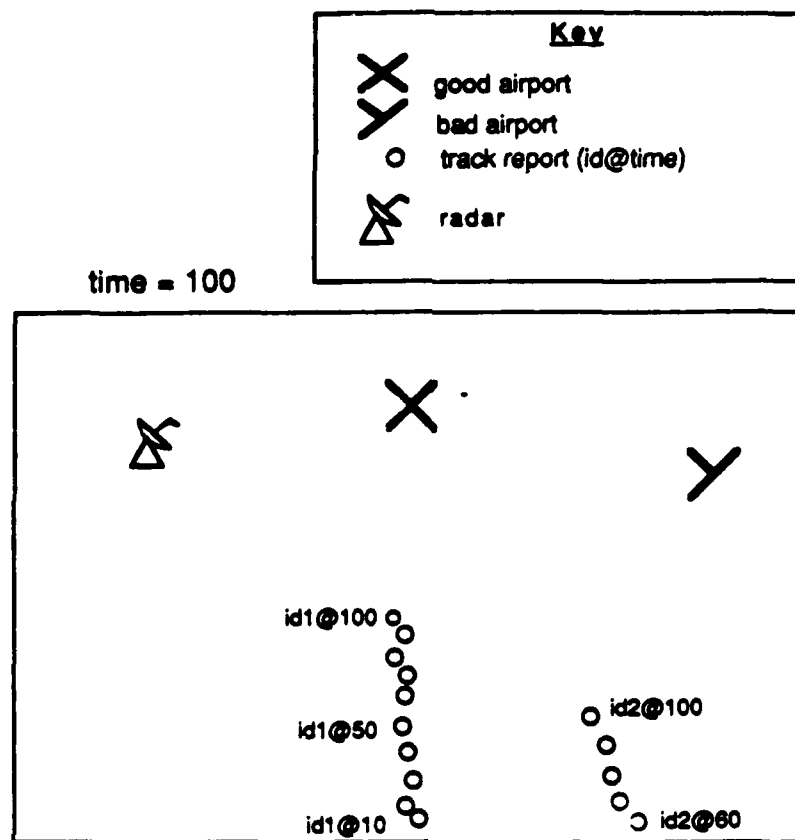 Key
good airport
bad airport
track report (id@time)
radar
time = 100
id1@100
id1@50
id2@100
id1@10
id2@60